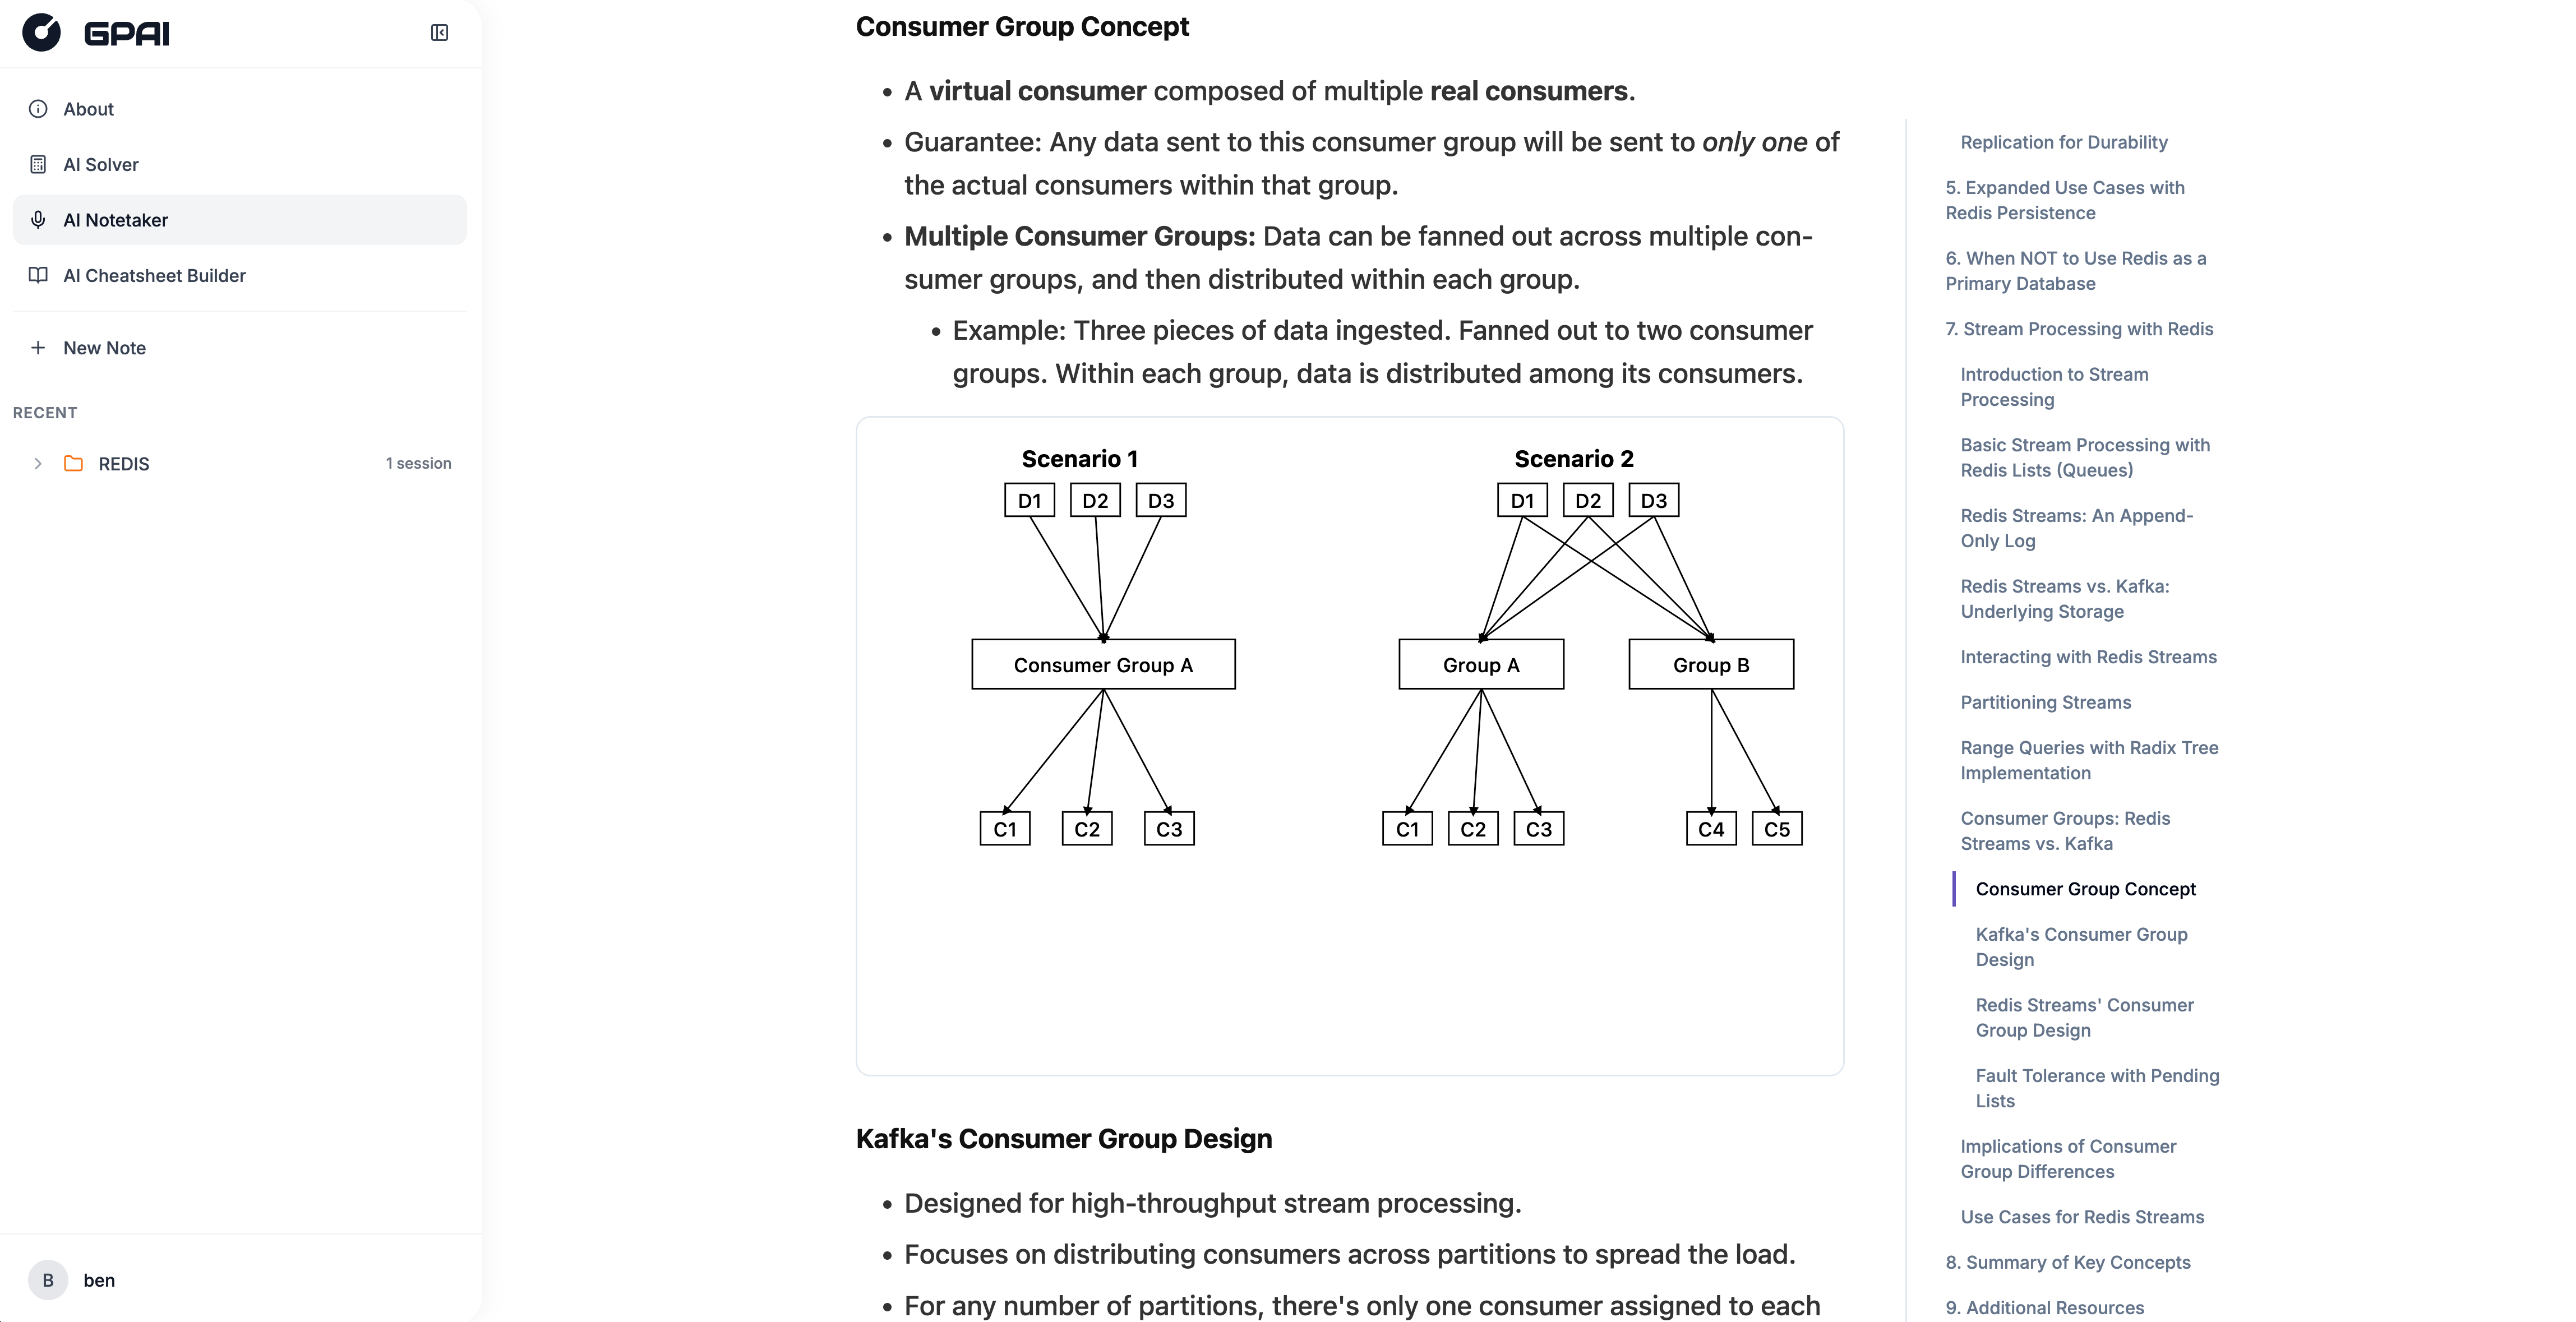 GPAI
About
AI Solver
AI Notetaker
AI Cheatsheet Builder
New Note
RECENT
REDIS
1 session
B
ben
Consumer Group Concept
• A virtual consumer composed of multiple real consumers.
• Guarantee: Any data sent to this consumer group will be sent to only one of
the actual consumers within that group.
• Multiple Consumer Groups: Data can be fanned out across multiple con-
sumer groups, and then distributed within each group.
• Example: Three pieces of data ingested. Fanned out to two consumer
groups. Within each group, data is distributed among its consumers.
Scenario 1
D1 D2 D3
Consumer Group A
C1 C2 C3
Scenario 2
D1 D2 D3
Group A Group B
C1 C2 C3 C4 C5
Kafka's Consumer Group Design
• Designed for high-throughput stream processing.
• Focuses on distributing consumers across partitions to spread the load.
• For any number of partitions, there's only one consumer assigned to each
Replication for Durability
5. Expanded Use Cases with
Redis Persistence
6. When NOT to Use Redis as a
Primary Database
7. Stream Processing with Redis
Introduction to Stream
Processing
Basic Stream Processing with
Redis Lists (Queues)
Redis Streams: An Append-
Only Log
Redis Streams vs. Kafka:
Underlying Storage
Interacting with Redis Streams
Partitioning Streams
Range Queries with Radix Tree
Implementation
Consumer Groups: Redis
Streams vs. Kafka
Consumer Group Concept
Kafka's Consumer Group
Design
Redis Streams' Consumer
Group Design
Fault Tolerance with Pending
Lists
Implications of Consumer
Group Differences
Use Cases for Redis Streams
8. Summary of Key Concepts
9. Additional Resources